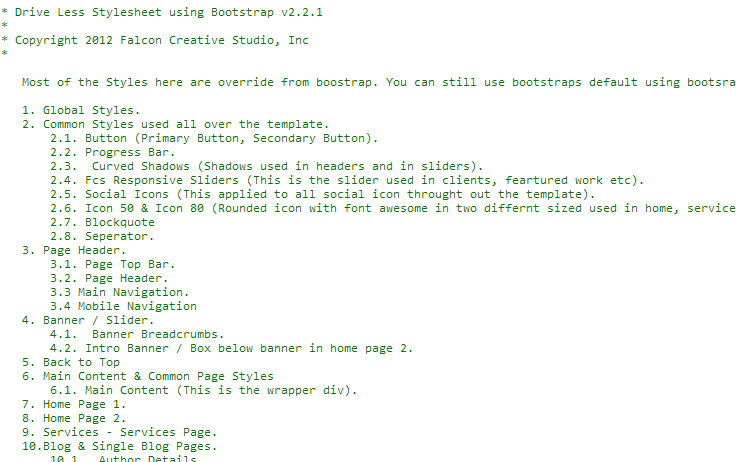 * Drive Less Stylesheet using Bootstrap v2.2.1
*
* Copyright 2012 Falcon Creative Studio, Inc
*
Most of the Styles here are override from boostrap. You can still use bootstraps default using bootsra
1. Global Styles.
2. Common Styles used all over the template.
2.1. Button (Primary Button, Secondary Button).
2.2. Progress Bar.
2.3.  Curved Shadows (Shadows used in headers and in sliders).
2.4. Fcs Responsive Sliders (This is the slider used in clients, feartured work etc).
2.5. Social Icons (This applied to all social icon throught out the template).
2.6. Icon 50 & Icon 80 (Rounded icon with font awesome in two differnt sized used in home, service
2.7. Blockquote
2.8. Seperator.
3. Page Header.
3.1. Page Top Bar.
3.2. Page Header.
3.3 Main Navigation.
3.4 Mobile Navigation
4. Banner / Slider.
4.1.  Banner Breadcrumbs.
4.2. Intro Banner / Box below banner in home page 2.
5. Back to Top
6. Main Content & Common Page Styles
6.1. Main Content (This is the wrapper div).
7. Home Page 1.
8. Home Page 2.
9. Services - Services Page.
10.Blog & Single Blog Pages.
10.1.  Author Details